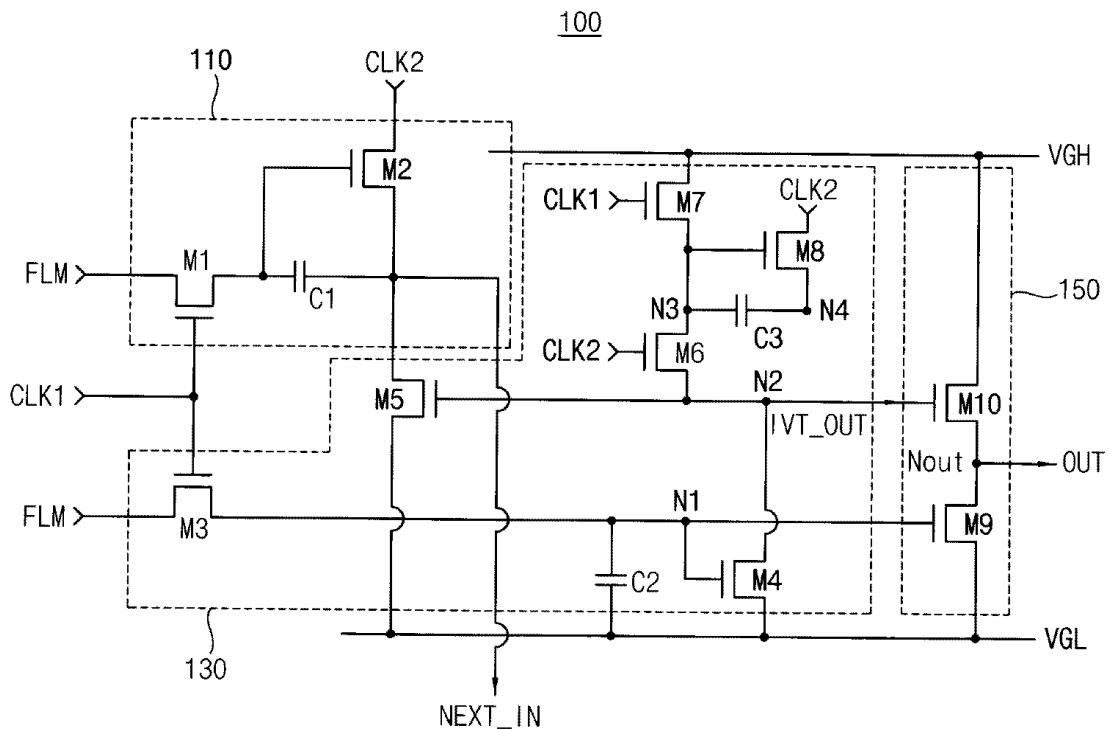 100
110
CLK2
VGH
M2
CLK1
M7
CLK2
M8
FLM
M1
C1
150
N3
C3
N4
CLK2
M6
N2
CLK1
M5
IVT_OUT
M10
Nout
OUT
FLM
M3
N1
M9
C2
M4
130
VGL
NEXT_IN